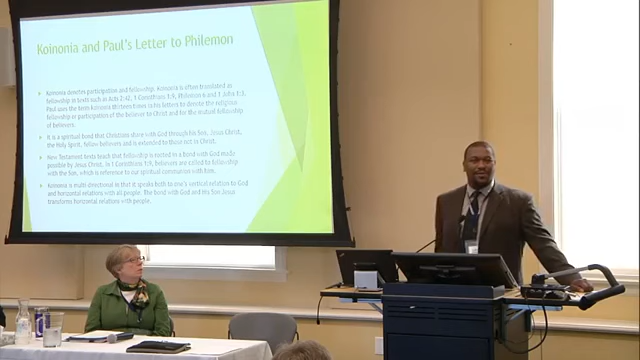 Koinonia and Paul's Letter to Philemon
Koinonia denotes participation and fellowship. Koinonia is often translated as
fellowship in texts such as Acts 2:42, 1 Corinthians 1:9, Philemon 6 and 1 John 1:3.
Paul uses the term koinonia thirteen times in his letters to denote the religious
fellowship or participation of the believer to Christ and for the mutual fellowship
of believers.
It is a spiritual bond that Christians share with God through his Son, Jesus Christ,
the Holy Spirit, fellow believers and is extended to those not in Christ.
New Testament texts teach that fellowship is rooted in a bond with God made
possible by Jesus Christ. In 1 Corinthians 1:9, believers are called to fellowship
with the Son, which is reference to our spiritual communion with him.
Koinonia is multi-directional in that it speaks both to one's vertical relation to God
and horizontal relations with all people. The bond with God and his Son Jesus
transforms horizontal relations with people.